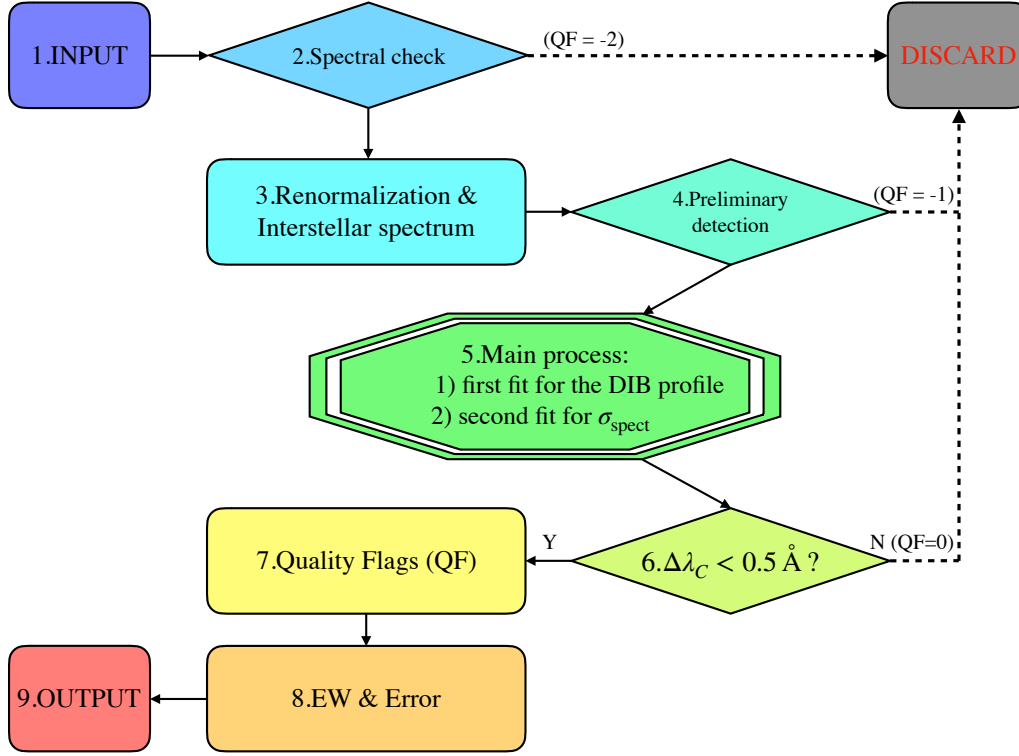 1.INPUT
2.Spectral check
(QF = -2)
DISCARD
3.Renormalization &
Interstellar spectrum
4.Preliminary
detection
(QF = -1)
5.Main process:
1) first fit for the DIB profile
2) second fit for σspect
6.ΔλC < 0.5 Å ?
N (QF=0)
Y
7.Quality Flags (QF)
8.EW & Error
9.OUTPUT